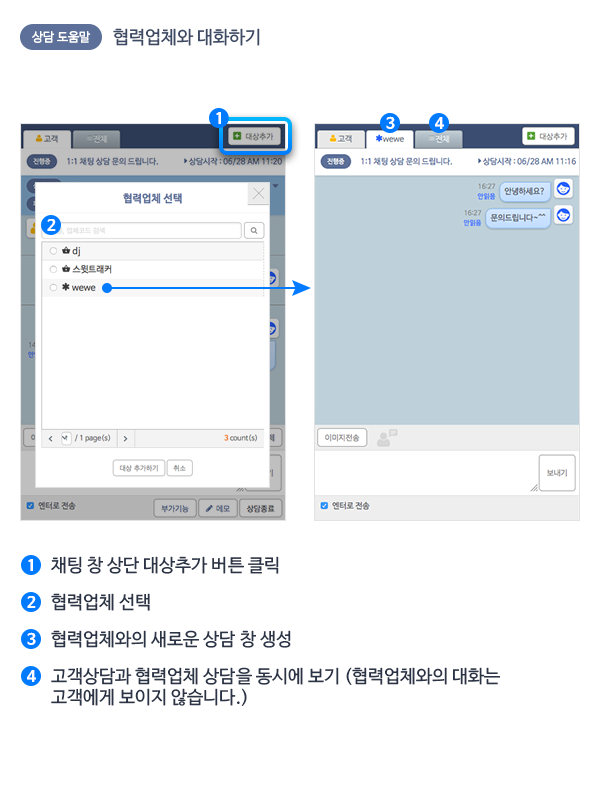 상담 도움말 협력업체와 대화하기
1
고객 전체 대상추가
진행중 1:1 채팅 상담 문의 드립니다. 상담시작 : 06/28 AM 11:20
협력업체 선택
2
업체코드 검색
dj
스윗트래커
wewe
/ 1 page(s) 3 count(s)
대상 추가하기 취소
엔터로 전송 부가기능 메모 상담종료
3 4
고객 wewe 전체 대상추가
진행중 1:1 채팅 상담 문의 드립니다. 상담시작 : 06/28 AM 11:16
16:27 안읽음 안녕하세요?
16:27 안읽음 문의드립니다~^^
이미지전송
보내기
엔터로 전송
1 채팅 창 상단 대상추가 버튼 클릭
2 협력업체 선택
3 협력업체와의 새로운 상담 창 생성
4 고객상담과 협력업체 상담을 동시에 보기 (협력업체와의 대화는
고객에게 보이지 않습니다.)